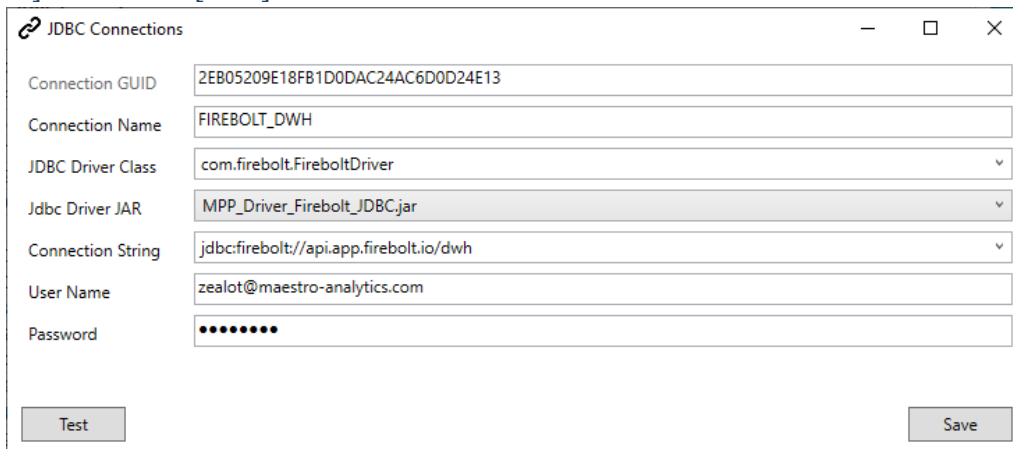 JDBC Connections
Connection GUID 2EB05209E18FB1D0DAC24AC6D0D24E13
Connection Name FIREBOLT_DWH
JDBC Driver Class com.firebolt.FireboltDriver
Jdbc Driver JAR MPP_Driver_Firebolt_JDBC.jar
Connection String jdbc:firebolt://api.app.firebolt.io/dwh
User Name zealot@maestro-analytics.com
Password ●●●●●●●●
Test Save